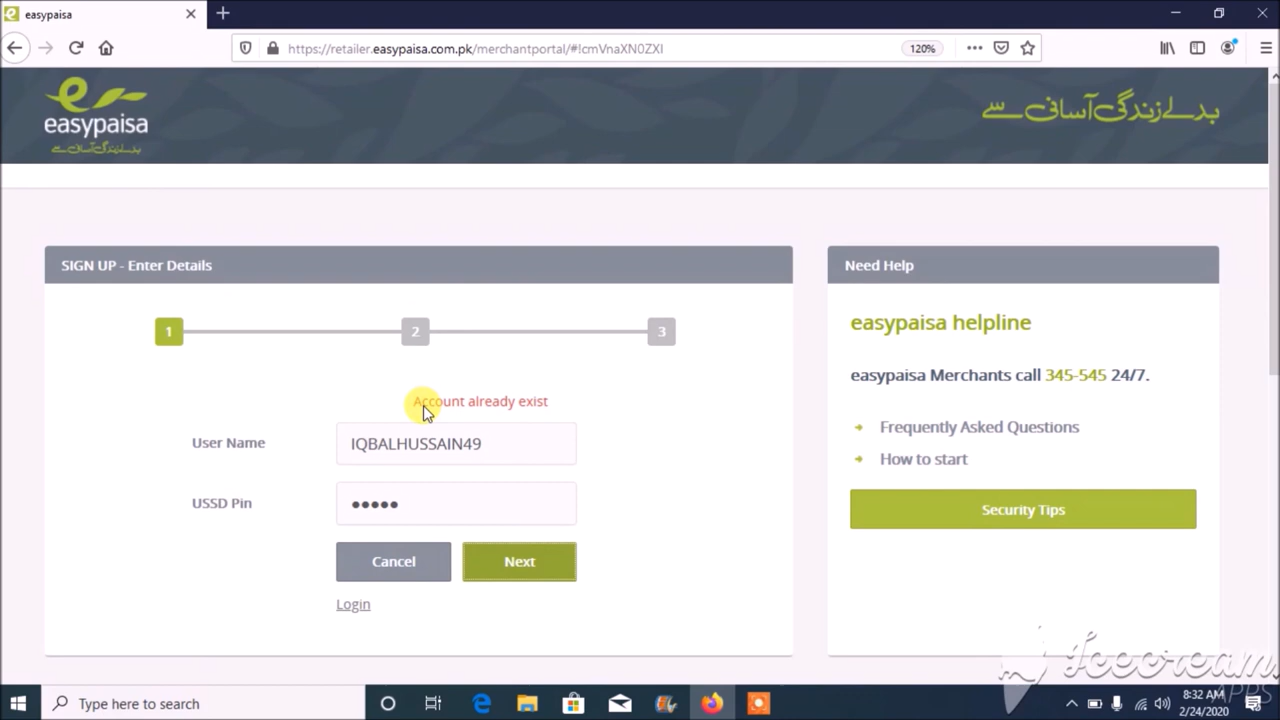 easypaisa
https://retailer.easypaisa.com.pk/merchantportal/#!cmVnaXN0ZXI
120%
easypaisa
بدلے زندگی آسانی سے
بدلے زندگی آسانی سے
SIGN UP - Enter Details
1
2
3
Account already exist
User Name
IQBALHUSSAIN49
USSD Pin
•••••
Cancel
Next
Login
Need Help
easypaisa helpline
easypaisa Merchants call 345-545 24/7.
Frequently Asked Questions
How to start
Security Tips
Icecream
APPS
Type here to search
8:32 AM
2/24/2020